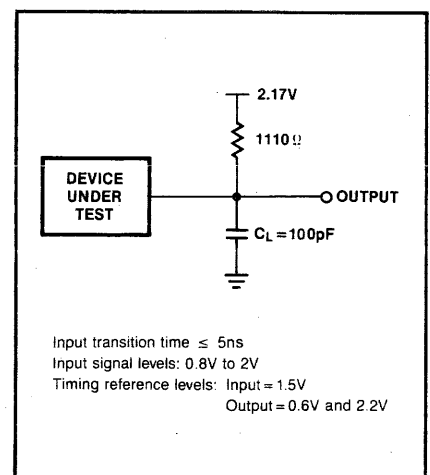 2.17V
1110Ω
DEVICE
UNDER
TEST
OUTPUT
CL=100pF
Input transition time ≤ 5ns
Input signal levels: 0.8V to 2V
Timing reference levels: Input=1.5V
Output=0.6V and 2.2V